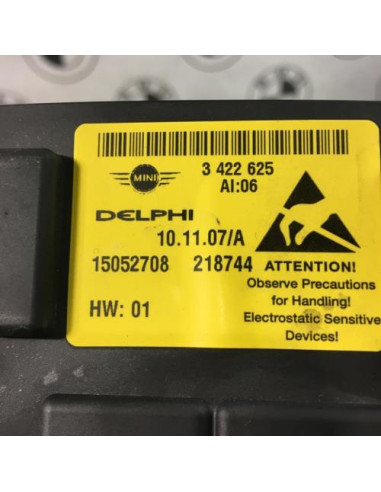 3 422 625
MINI
AI:06
DELPHI
10.11.07/A
15052708 218744 ATTENTION!
Observe Precautions
for Handling!
HW: 01
Electrostatic Sensitive
Devices!